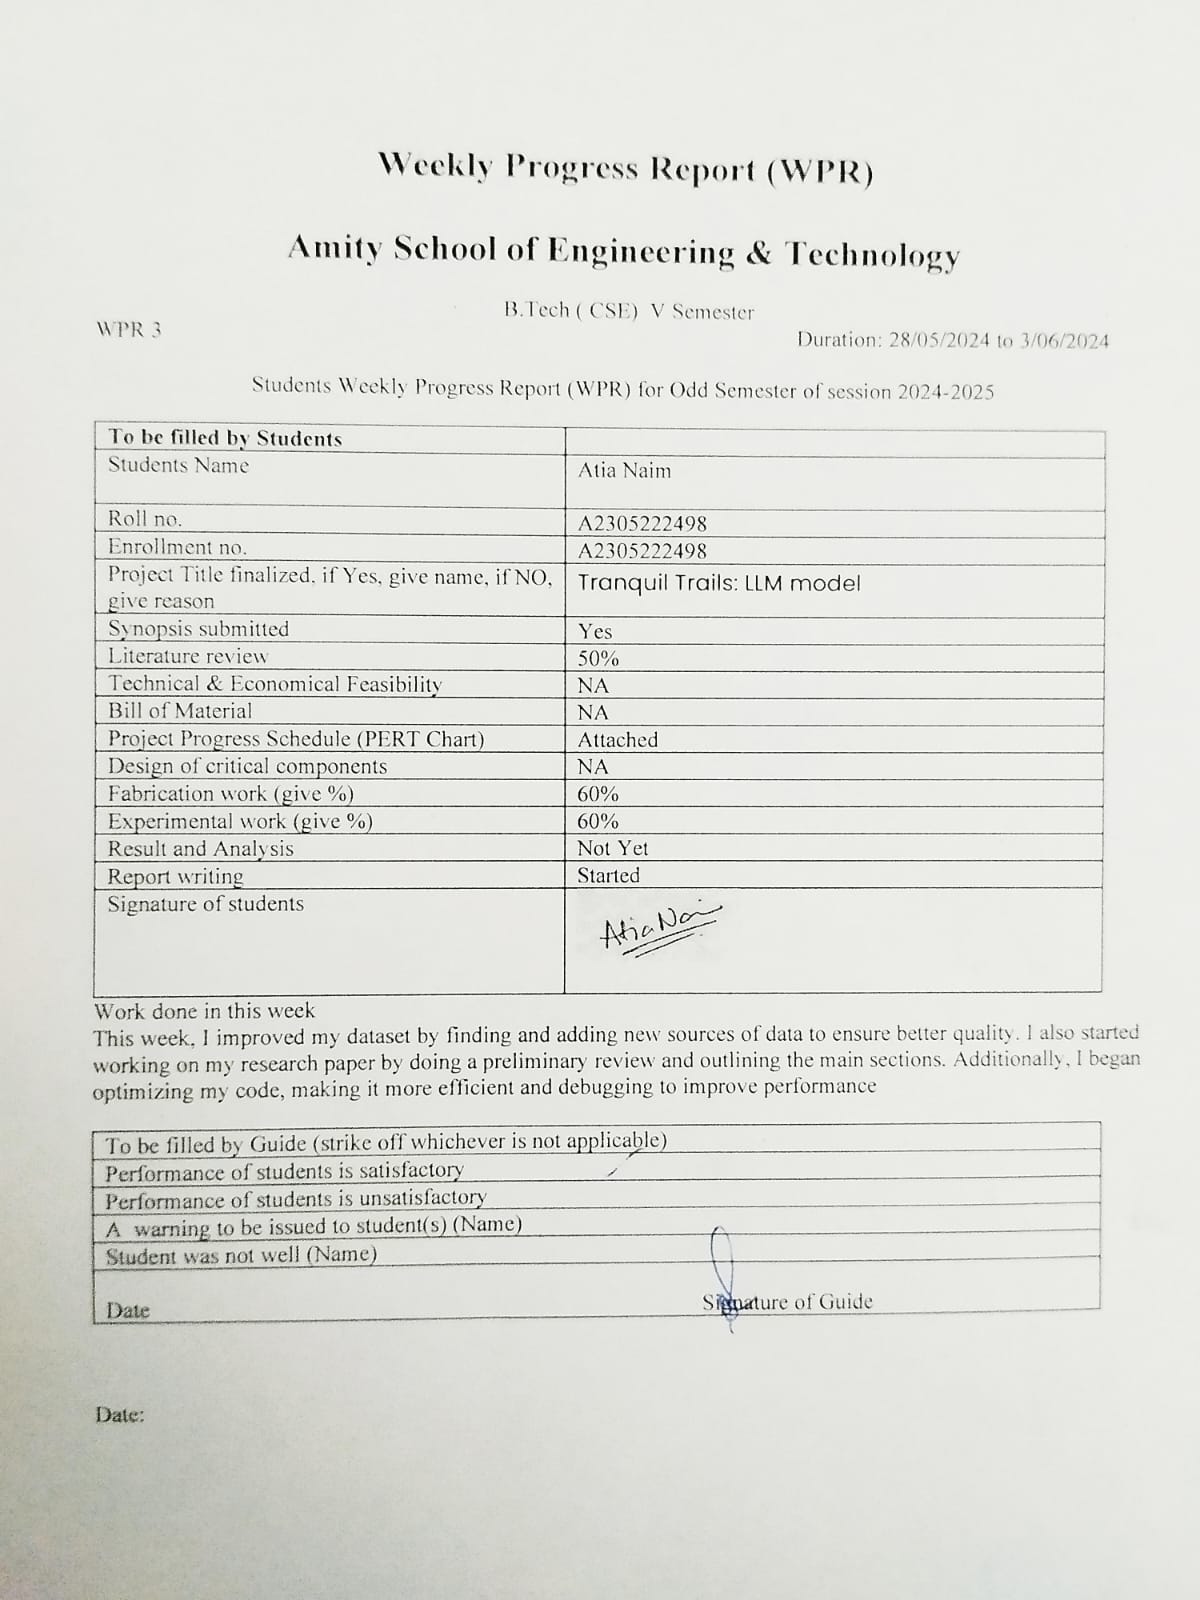 Weekly Progress Report (WPR)
Amity School of Engineering & Technology
B.Tech ( CSE) V Semester
WPR 3
Duration: 28/05/2024 to 3/06/2024
Students Weekly Progress Report (WPR) for Odd Semester of session 2024-2025
To be filled by Students
Students Name Atia Naim
Roll no. A2305222498
Enrollment no. A2305222498
Project Title finalized, if Yes, give name, if NO, Tranquil Trails: LLM model
give reason
Synopsis submitted Yes
Literature review 50%
Technical & Economical Feasibility NA
Bill of Material NA
Project Progress Schedule (PERT Chart) Attached
Design of critical components NA
Fabrication work (give %) 60%
Experimental work (give %) 60%
Result and Analysis Not Yet
Report writing Started
Signature of students
Atia Nai
Work done in this week
This week, I improved my dataset by finding and adding new sources of data to ensure better quality. I also started
working on my research paper by doing a preliminary review and outlining the main sections. Additionally, I began
optimizing my code, making it more efficient and debugging to improve performance
To be filled by Guide (strike off whichever is not applicable)
Performance of students is satisfactory
Performance of students is unsatisfactory
A warning to be issued to student(s) (Name)
Student was not well (Name)
Date Signature of Guide
Date: